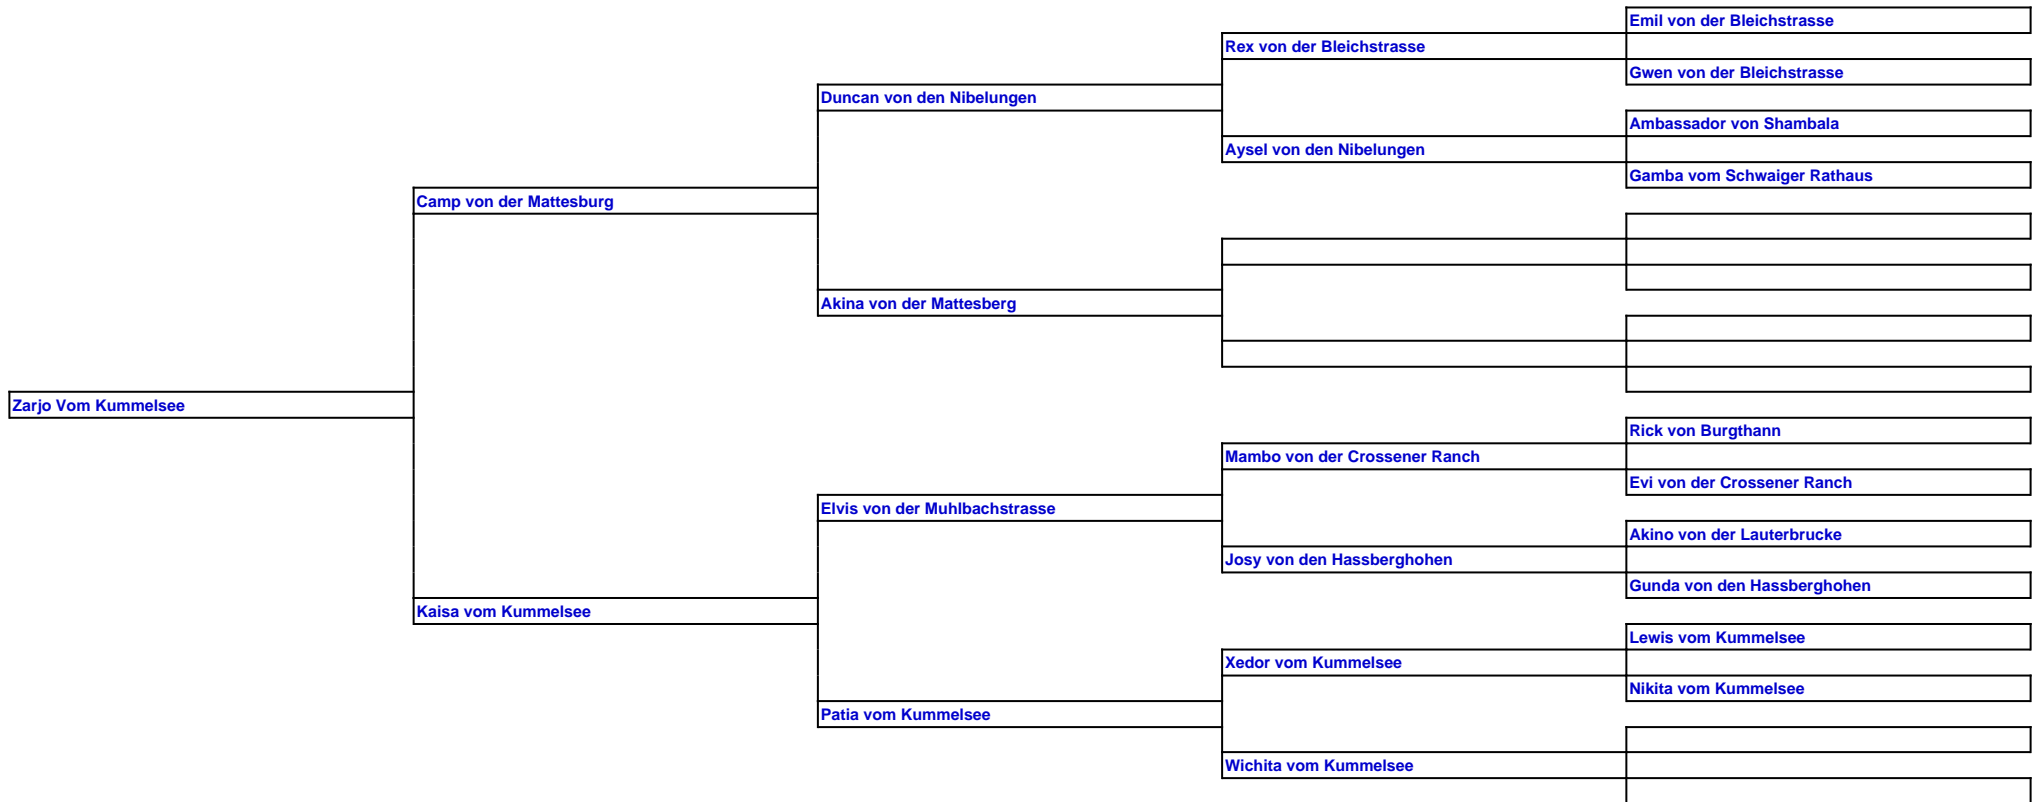 Emil von der Bleichstrasse
Rex von der Bleichstrasse
Gwen von der Bleichstrasse
Duncan von den Nibelungen
Ambassador von Shambala
Aysel von den Nibelungen
Gamba vom Schwaiger Rathaus
Camp von der Mattesburg
Akina von der Mattesberg
Zarjo Vom Kummelsee
Rick von Burgthann
Mambo von der Crossener Ranch
Evi von der Crossener Ranch
Elvis von der Muhlbachstrasse
Akino von der Lauterbrucke
Josy von den Hassberghohen
Gunda von den Hassberghohen
Kaisa vom Kummelsee
Lewis vom Kummelsee
Xedor vom Kummelsee
Nikita vom Kummelsee
Patia vom Kummelsee
Wichita vom Kummelsee